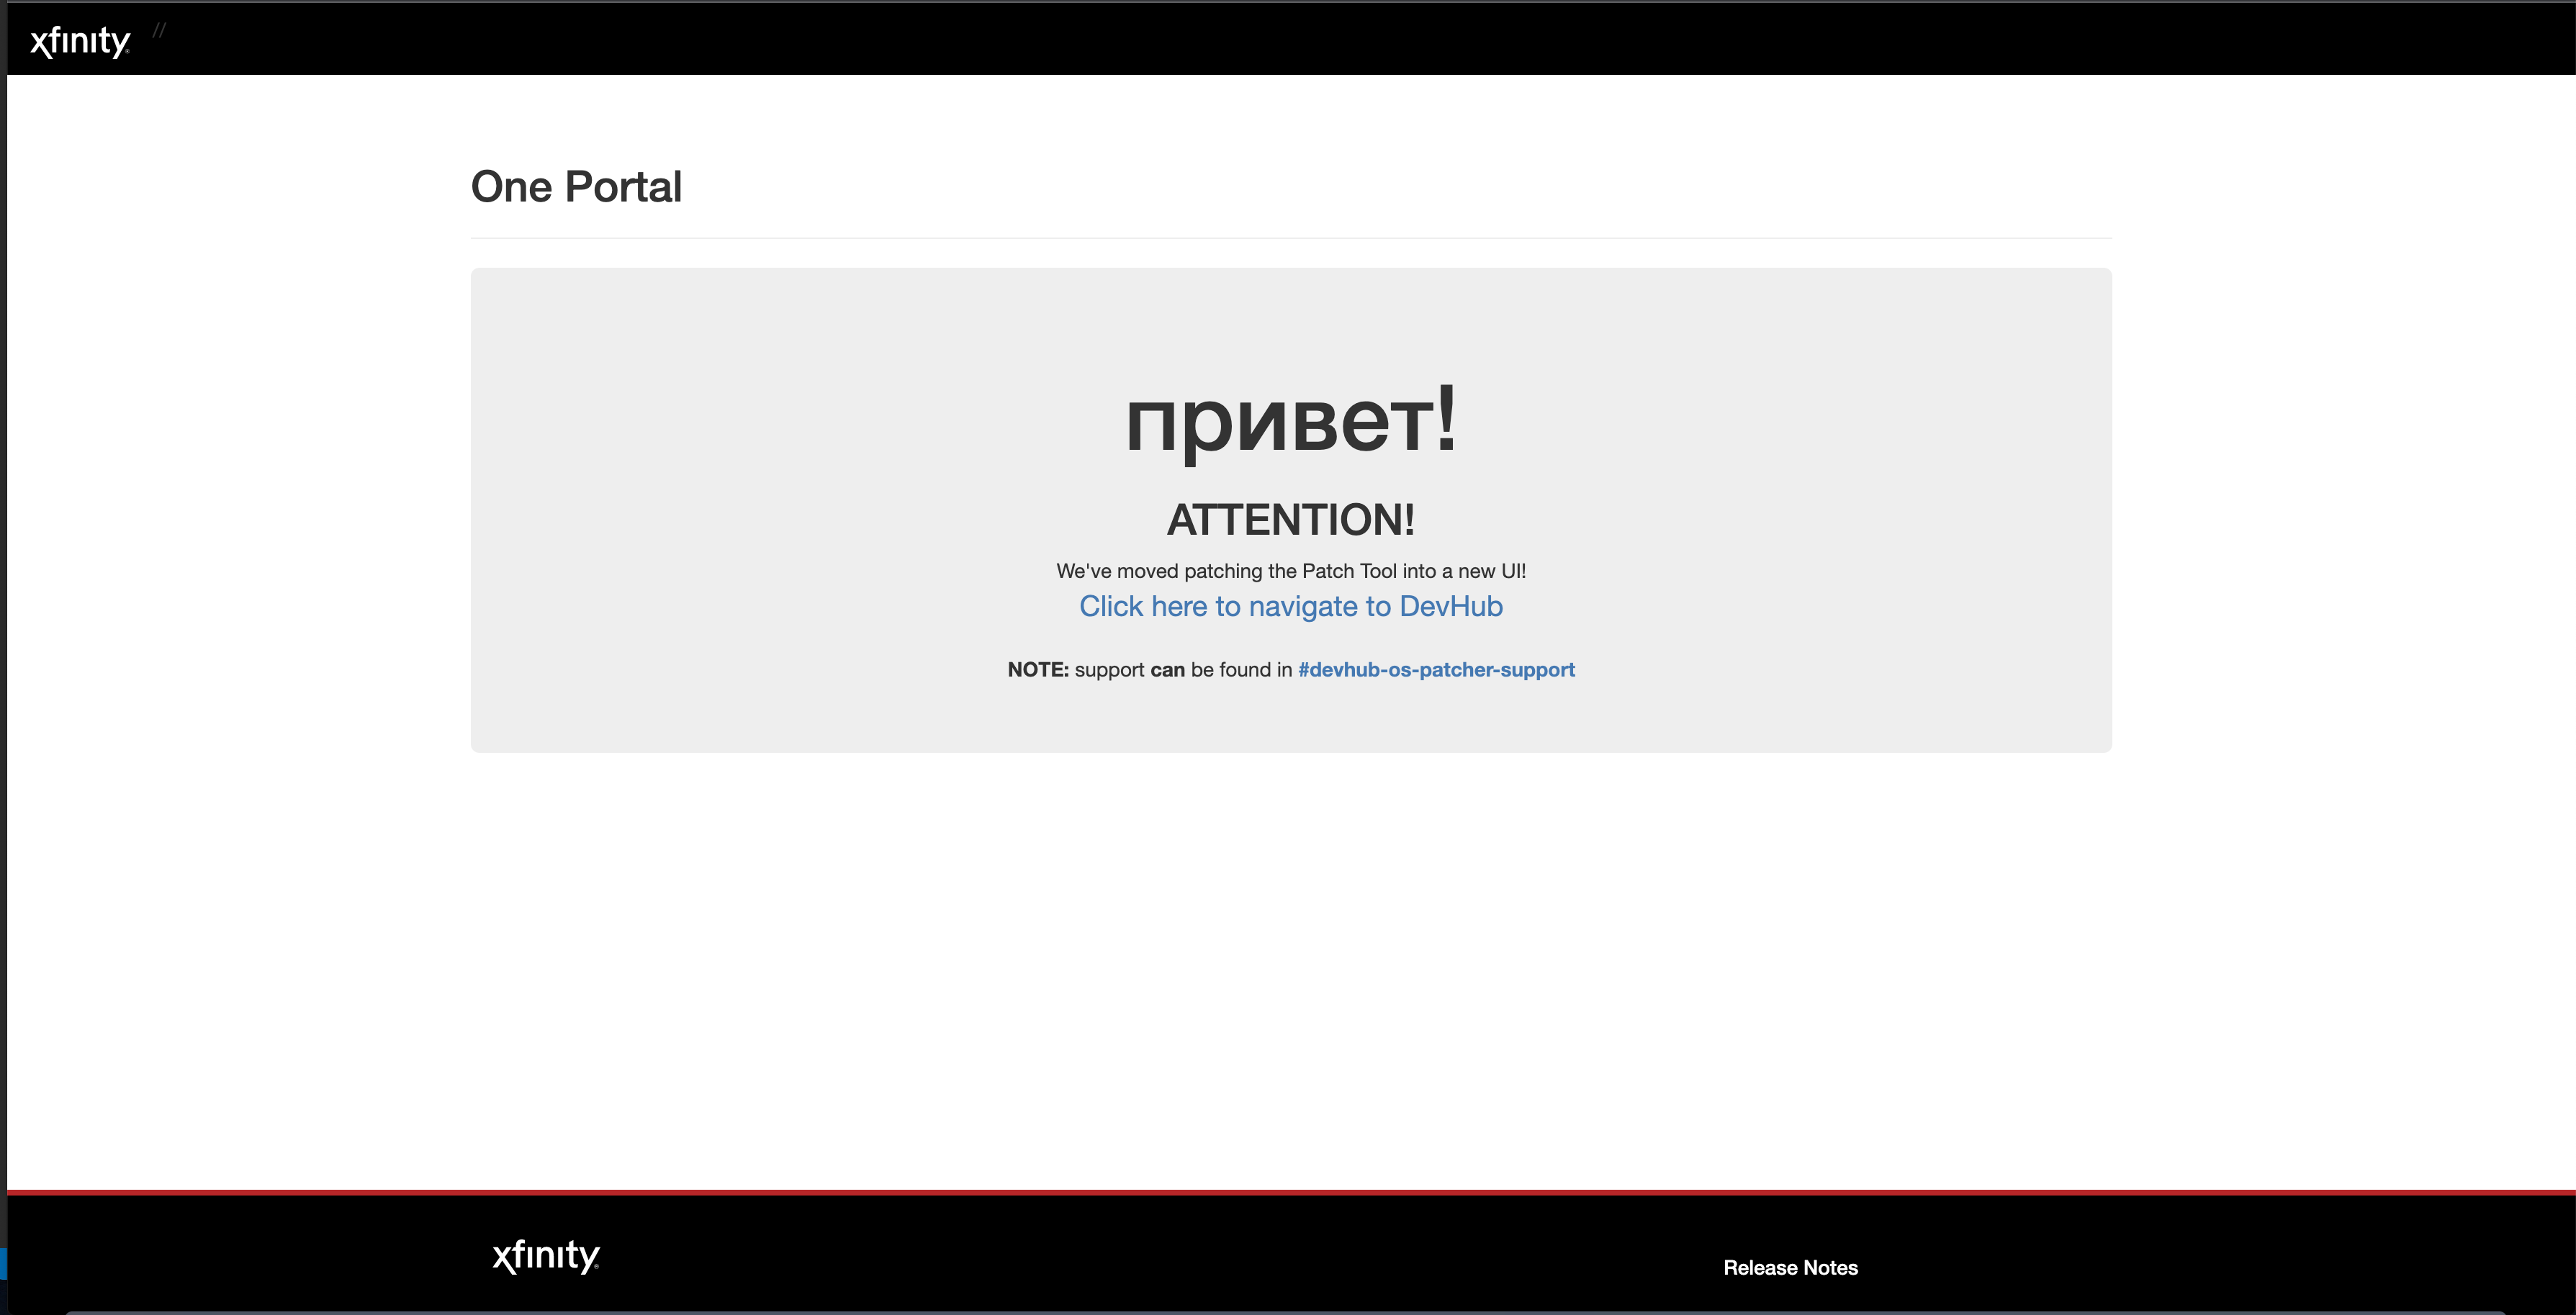 xfinity
//
One Portal
привет!
ATTENTION!
We've moved patching the Patch Tool into a new UI!
Click here to navigate to DevHub
NOTE: support can be found in #devhub-os-patcher-support
xfinity
Release Notes